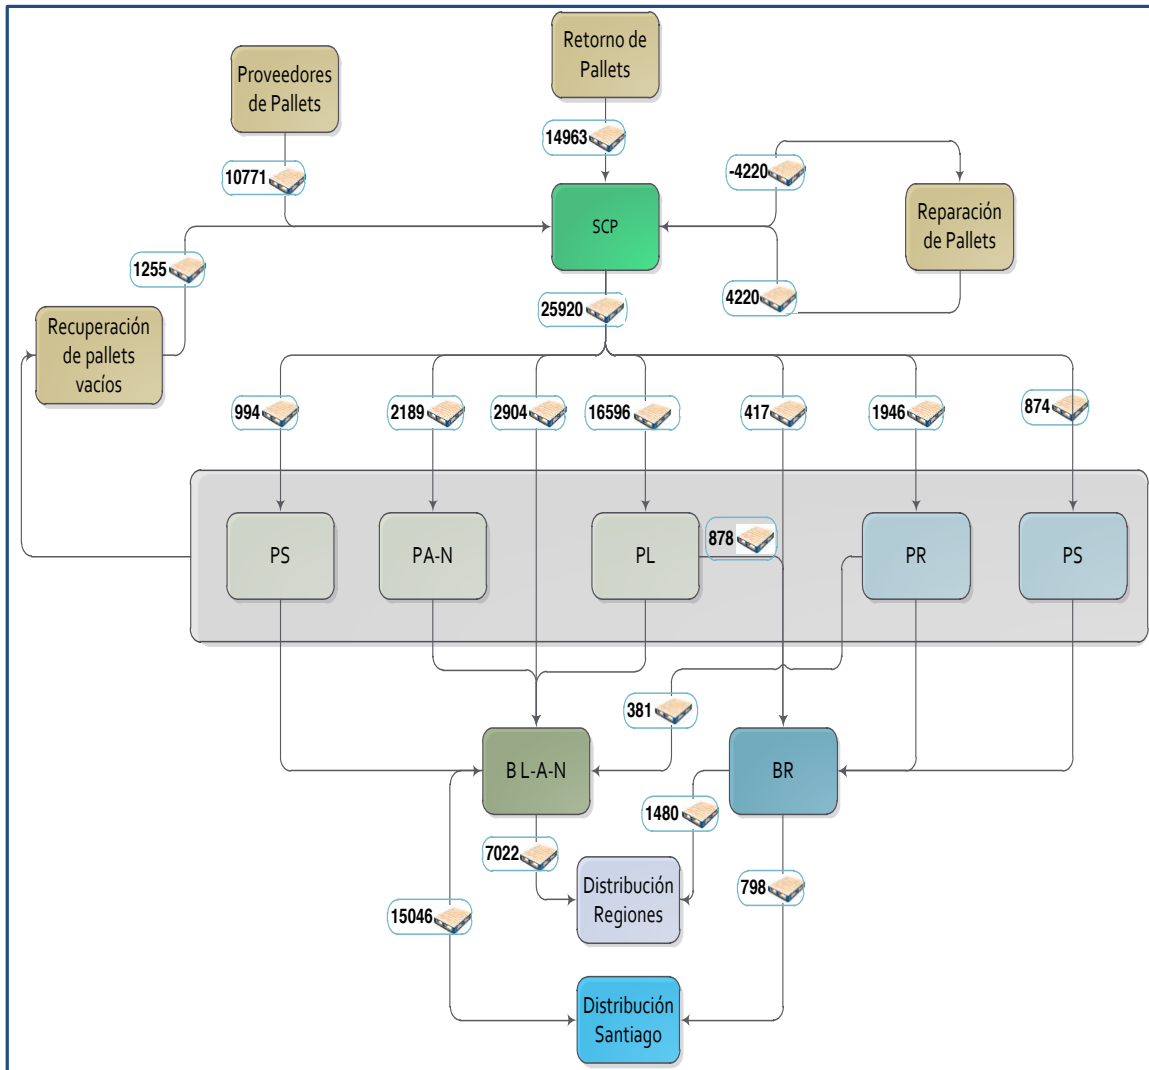 Retorno de
Pallets
Proveedores
de Pallets
14963
-4220
10771
Reparación
de Pallets
SCP
1255
4220
25920
Recuperación
de pallets
vacíos
994
2189
2904
16596
417
1946
874
PS
PA-N
PL
878
PR
PS
381
B L-A-N
BR
1480
7022
798
Distribución
Regiones
15046
Distribución
Santiago